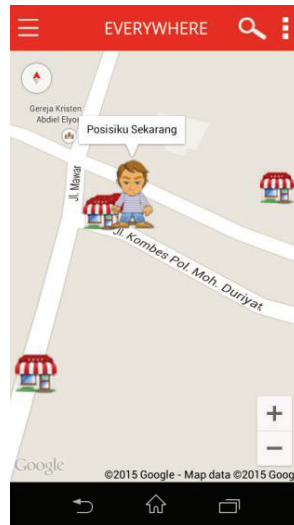 EVERYWHERE
Gereja Kristen
Abdiel Elyon
Posisiku Sekarang
Jl. Mawar
Jl. Kombes Pol. Moh. Duriyat
+
−
Google
©2015 Google - Map data ©2015 Goog